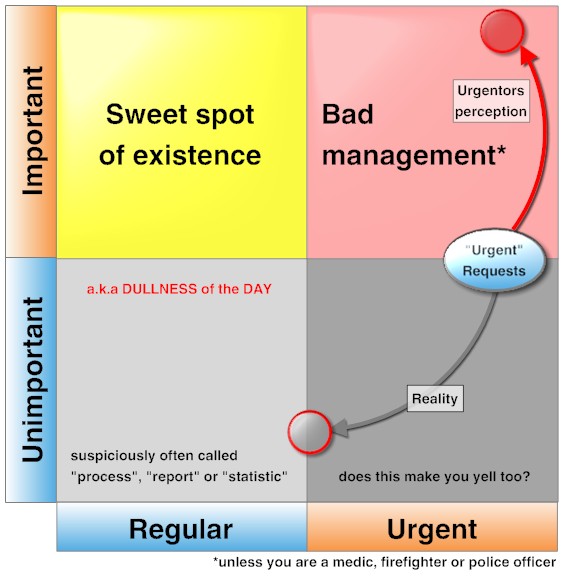 Important
Sweet spot
of existence
Bad
management*
Urgentors
perception
"Urgent"
Requests
Unimportant
a.k.a DULLNESS of the DAY
Reality
suspiciously often called
"process", "report" or "statistic"
does this make you yell too?
Regular
Urgent
*unless you are a medic, firefighter or police officer